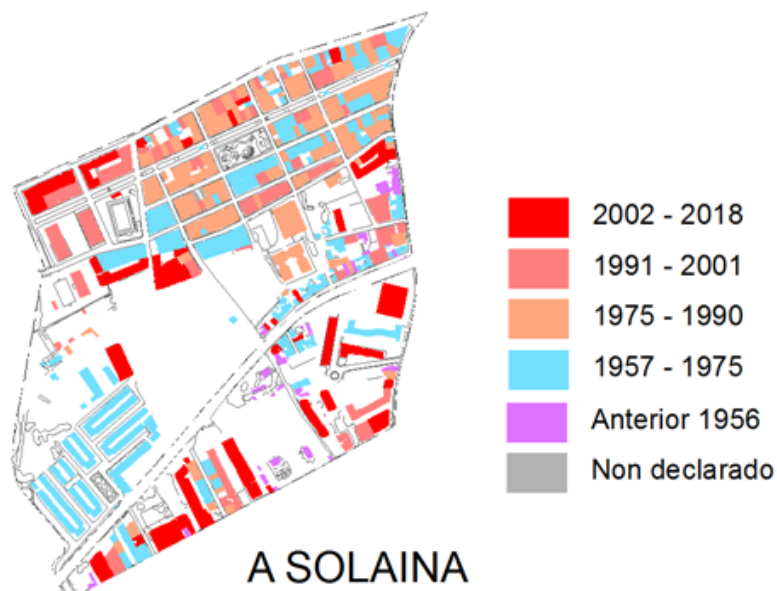 2002 - 2018
1991 - 2001
1975 - 1990
1957 - 1975
Anterior 1956
Non declarado
A SOLAINA